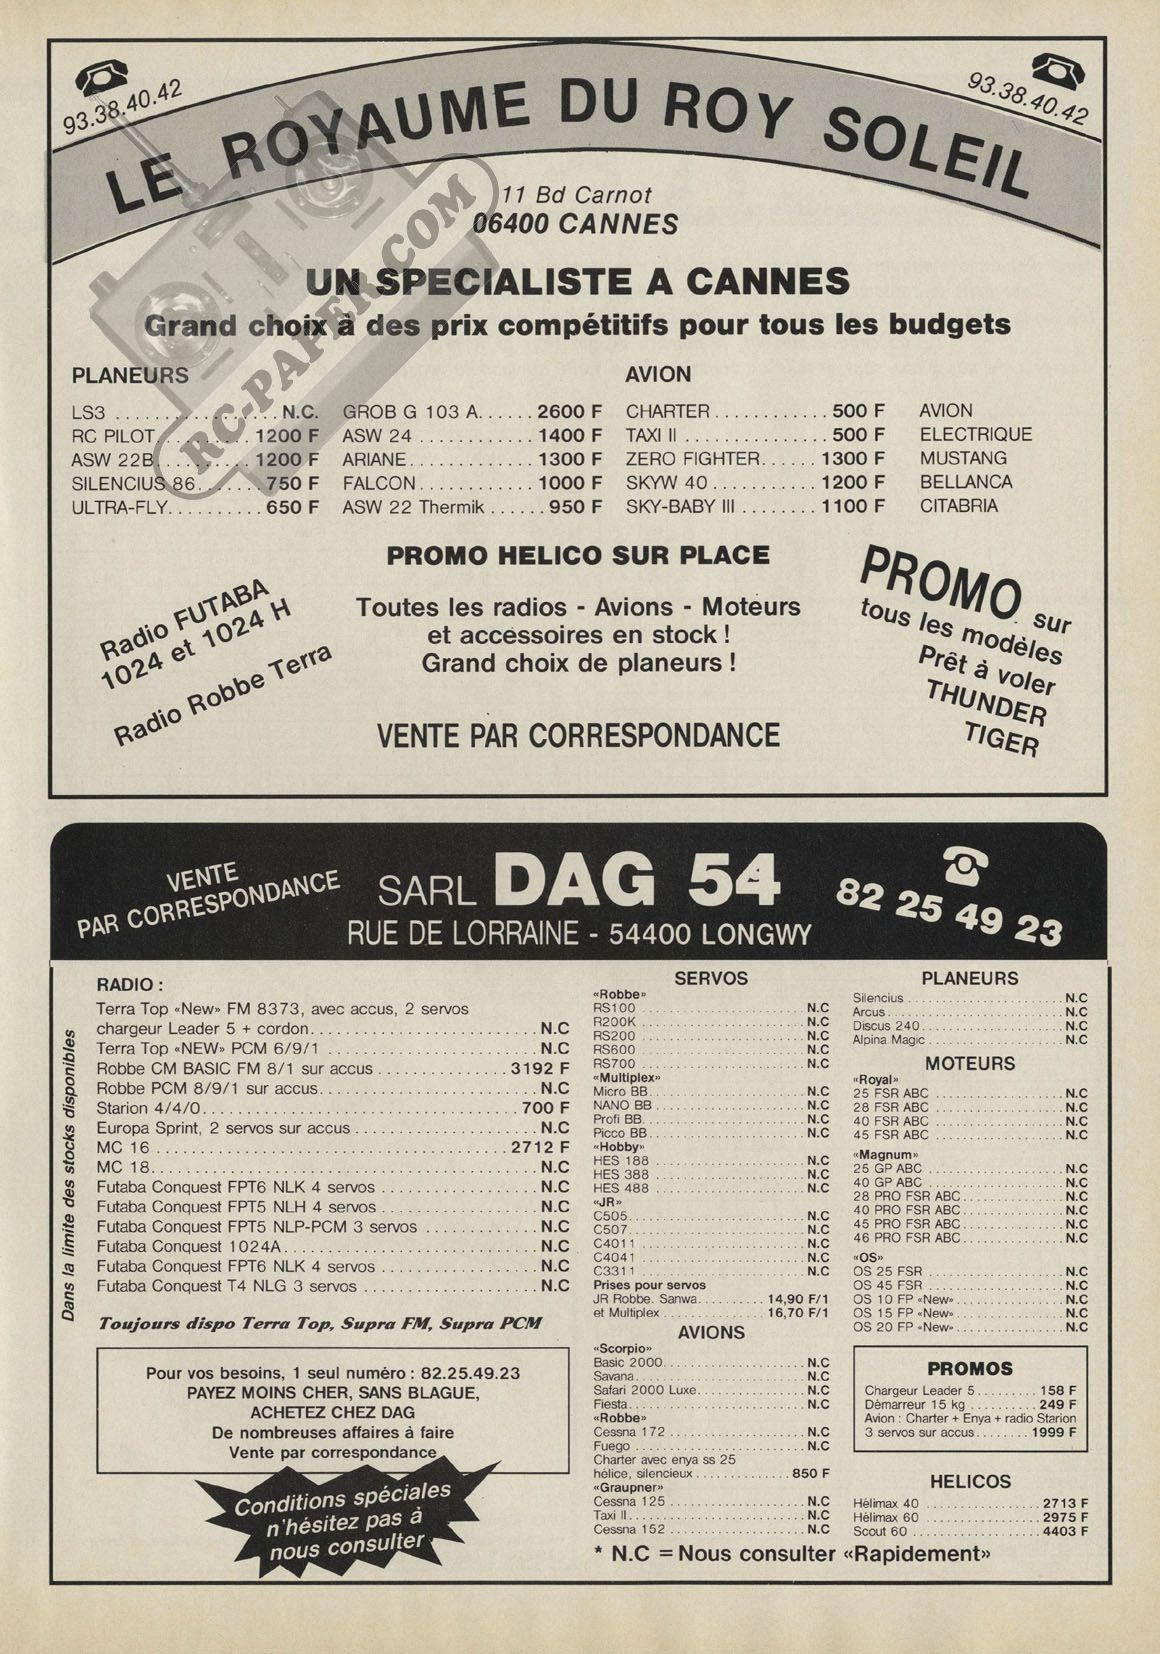 93.38.40.42
93.38.40.42
LE ROYAUME DU ROY SOLEIL
RC-PAPER.COM
11 Bd Carnot
06400 CANNES
UN SPECIALISTE A CANNES
Grand choix à des prix compétitifs pour tous les budgets
PLANEURS
LS3 ................. N.C.
RC PILOT ............ 1200 F
ASW 22B ............ 1200 F
SILENCIUS 86 ....... 750 F
ULTRA-FLY .......... 650 F
GROB G 103 A ...... 2600 F
ASW 24 ............ 1400 F
ARIANE ............. 1300 F
FALCON ............ 1000 F
ASW 22 Thermik ...... 950 F
AVION
CHARTER ............ 500 F
TAXI II ............... 500 F
ZERO FIGHTER ...... 1300 F
SKYW 40 ........... 1200 F
SKY-BABY III ........ 1100 F
AVION
ELECTRIQUE
MUSTANG
BELLANCA
CITABRIA
PROMO HELICO SUR PLACE
Radio FUTABA
1024 et 1024 H
Radio Robbe Terra
Toutes les radios - Avions - Moteurs
et accessoires en stock !
Grand choix de planeurs !
VENTE PAR CORRESPONDANCE
PROMO sur
tous les modèles
Prêt à voler
THUNDER
TIGER
VENTE
PAR CORRESPONDANCE
SARL DAG 54
RUE DE LORRAINE - 54400 LONGWY
82 25 49 23
Dans la limite des stocks disponibles
RADIO :
Terra Top «New» FM 8373, avec accus, 2 servos
chargeur Leader 5 + cordon ........ N.C
Terra Top «NEW» PCM 6/9/1 ........ N.C
Robbe CM BASIC FM 8/1 sur accus ........ 3192 F
Robbe PCM 8/9/1 sur accus ........ N.C
Starion 4/4/0 ........ 700 F
Europa Sprint, 2 servos sur accus ........ N.C
MC 16 ........ 2712 F
MC 18 ........ N.C
Futaba Conquest FPT6 NLK 4 servos ........ N.C
Futaba Conquest FPT5 NLH 4 servos ........ N.C
Futaba Conquest FPT5 NLP-PCM 3 servos ........ N.C
Futaba Conquest 1024A ........ N.C
Futaba Conquest FPT6 NLK 4 servos ........ N.C
Futaba Conquest T4 NLG 3 servos ........ N.C
Toujours dispo Terra Top, Supra FM, Supra PCM
Pour vos besoins, 1 seul numéro : 82.25.49.23
PAYEZ MOINS CHER, SANS BLAGUE,
ACHETEZ CHEZ DAG
De nombreuses affaires à faire
Vente par correspondance
Conditions spéciales
n'hésitez pas à
nous consulter
SERVOS
«Robbe»
RS100 ........ N.C
R200K ........ N.C
RS200 ........ N.C
RS600 ........ N.C
RS700 ........ N.C
«Multiplex»
Micro BB ........ N.C
NANO BB ........ N.C
Profi BB ........ N.C
Picco BB ........ N.C
«Hobby»
HES 188 ........ N.C
HES 388 ........ N.C
HES 488 ........ N.C
«JR»
C505 ........ N.C
C507 ........ N.C
C4011 ........ N.C
C4041 ........ N.C
C3311 ........ N.C
Prises pour servos
JR Robbe. Sanwa ........ 14,90 F/1
et Multiplex ........ 16,70 F/1
AVIONS
«Scorpio»
Basic 2000 ........ N.C
Savana ........ N.C
Safari 2000 Luxe ........ N.C
Fiesta ........ N.C
«Robbe»
Cessna 172 ........ N.C
Fuego ........ N.C
Charter avec enya ss 25
hélice, silencieux ........ 850 F
«Graupner»
Cessna 125 ........ N.C
Taxi II ........ N.C
Cessna 152 ........ N.C
PLANEURS
Silencius ........ N.C
Arcus ........ N.C
Discus 240 ........ N.C
Alpina Magic ........ N.C
MOTEURS
«Royal»
25 FSR ABC ........ N.C
28 FSR ABC ........ N.C
40 FSR ABC ........ N.C
45 FSR ABC ........ N.C
«Magnum»
25 GP ABC ........ N.C
40 GP ABC ........ N.C
28 PRO FSR ABC ........ N.C
40 PRO FSR ABC ........ N.C
45 PRO FSR ABC ........ N.C
46 PRO FSR ABC ........ N.C
«OS»
OS 25 FSR ........ N.C
OS 45 FSR ........ N.C
OS 10 FP «New» ........ N.C
OS 15 FP «New» ........ N.C
OS 20 FP «New» ........ N.C
PROMOS
Chargeur Leader 5 ........ 158 F
Démarreur 15 kg ........ 249 F
Avion : Charter + Enya + radio Starion
3 servos sur accus ........ 1999 F
HELICOS
Hélimax 40 ........ 2713 F
Hélimax 60 ........ 2975 F
Scout 60 ........ 4403 F
* N.C = Nous consulter «Rapidement»